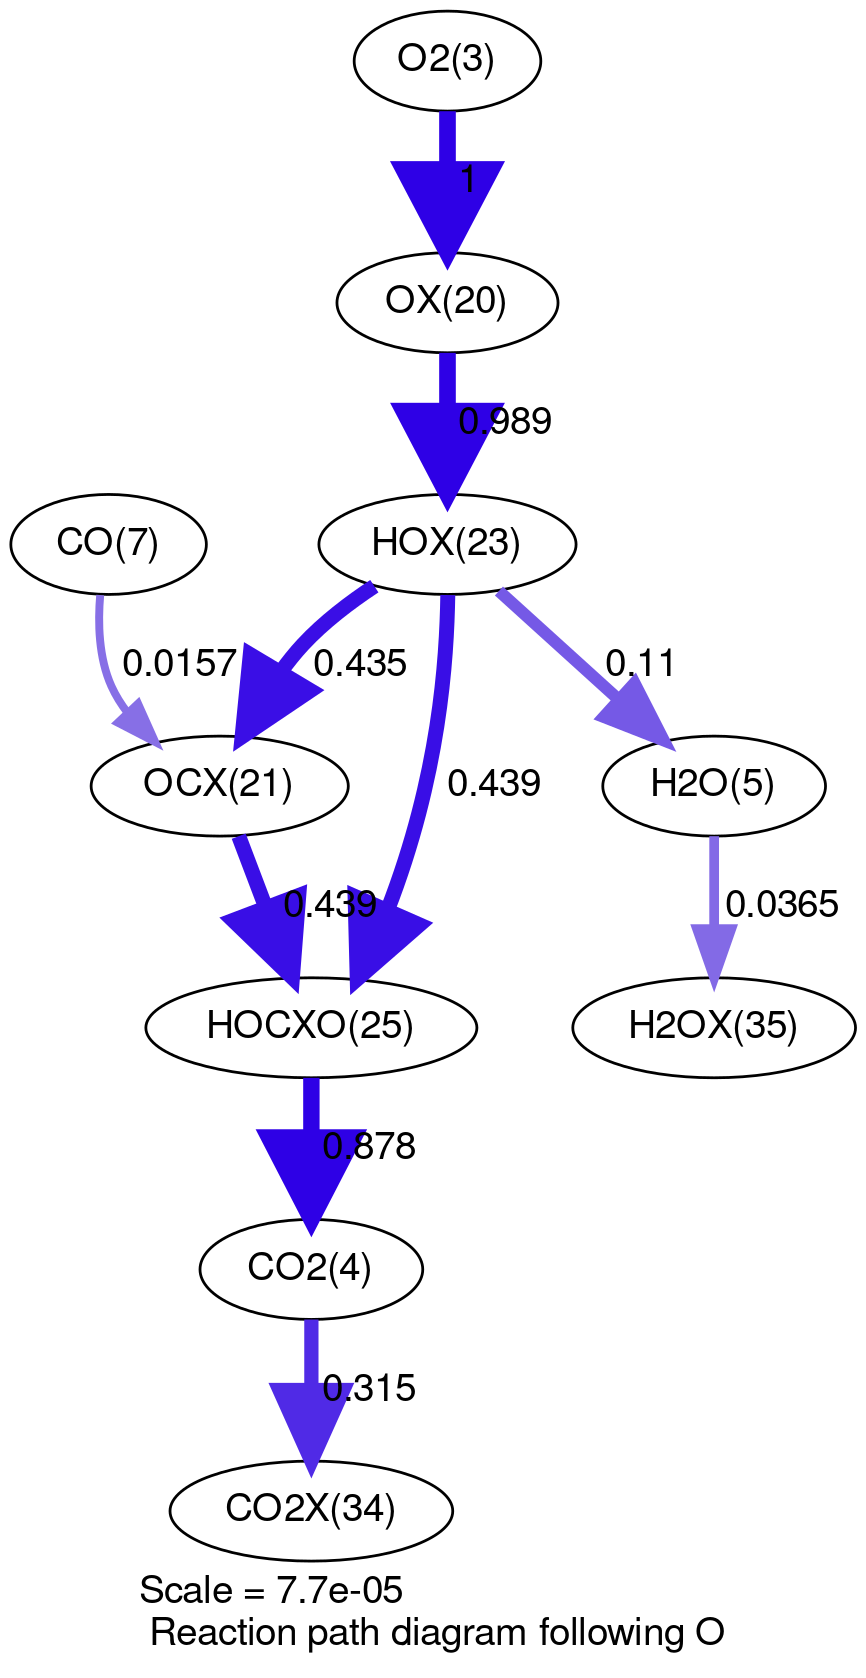 O2(3)
1
OX(20)
0.989
CO(7)
HOX(23)
0.0157
0.435
0.11
OCX(21)
0.439
H2O(5)
0.439
0.0365
HOCXO(25)
H2OX(35)
0.878
CO2(4)
0.315
CO2X(34)
Scale = 7.7e-05
Reaction path diagram following O